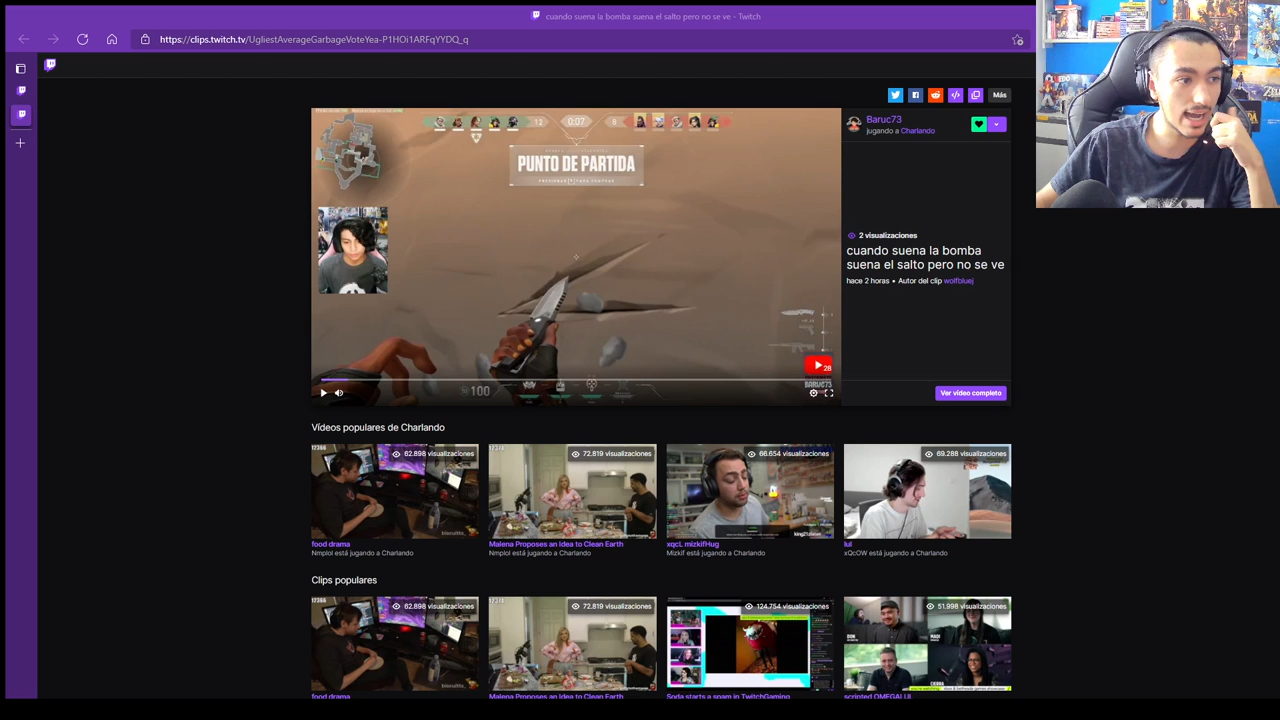 cuando suena la bomba suena el salto pero no se ve - Twitch
https://clips.twitch.tv/UgliestAverageGarbageVoteYea-P1HOi1ARFqYYDQ_q
Más
12
0:07
PUNTO DE PARTIDA
100
28
BARUC73
Baruc73
jugando a Charlando
2 visualizaciones
cuando suena la bomba
suena el salto pero no se ve
hace 2 horas • Autor del clip wolfbluej
Ver vídeo completo
Vídeos populares de Charlando
62.898 visualizaciones
72.819 visualizaciones
66.654 visualizaciones
69.288 visualizaciones
food drama
Malena Proposes an Idea to Clean Earth
xqcL mizkifHug
lul
Nmplol está jugando a Charlando
Nmplol está jugando a Charlando
Mizkif está jugando a Charlando
xQcOW está jugando a Charlando
Clips populares
62.898 visualizaciones
72.819 visualizaciones
124.754 visualizaciones
51.998 visualizaciones
food drama
Malena Proposes an Idea to Clean Earth
Soda starts a spam in TwitchGaming
scripted OMEGALUL